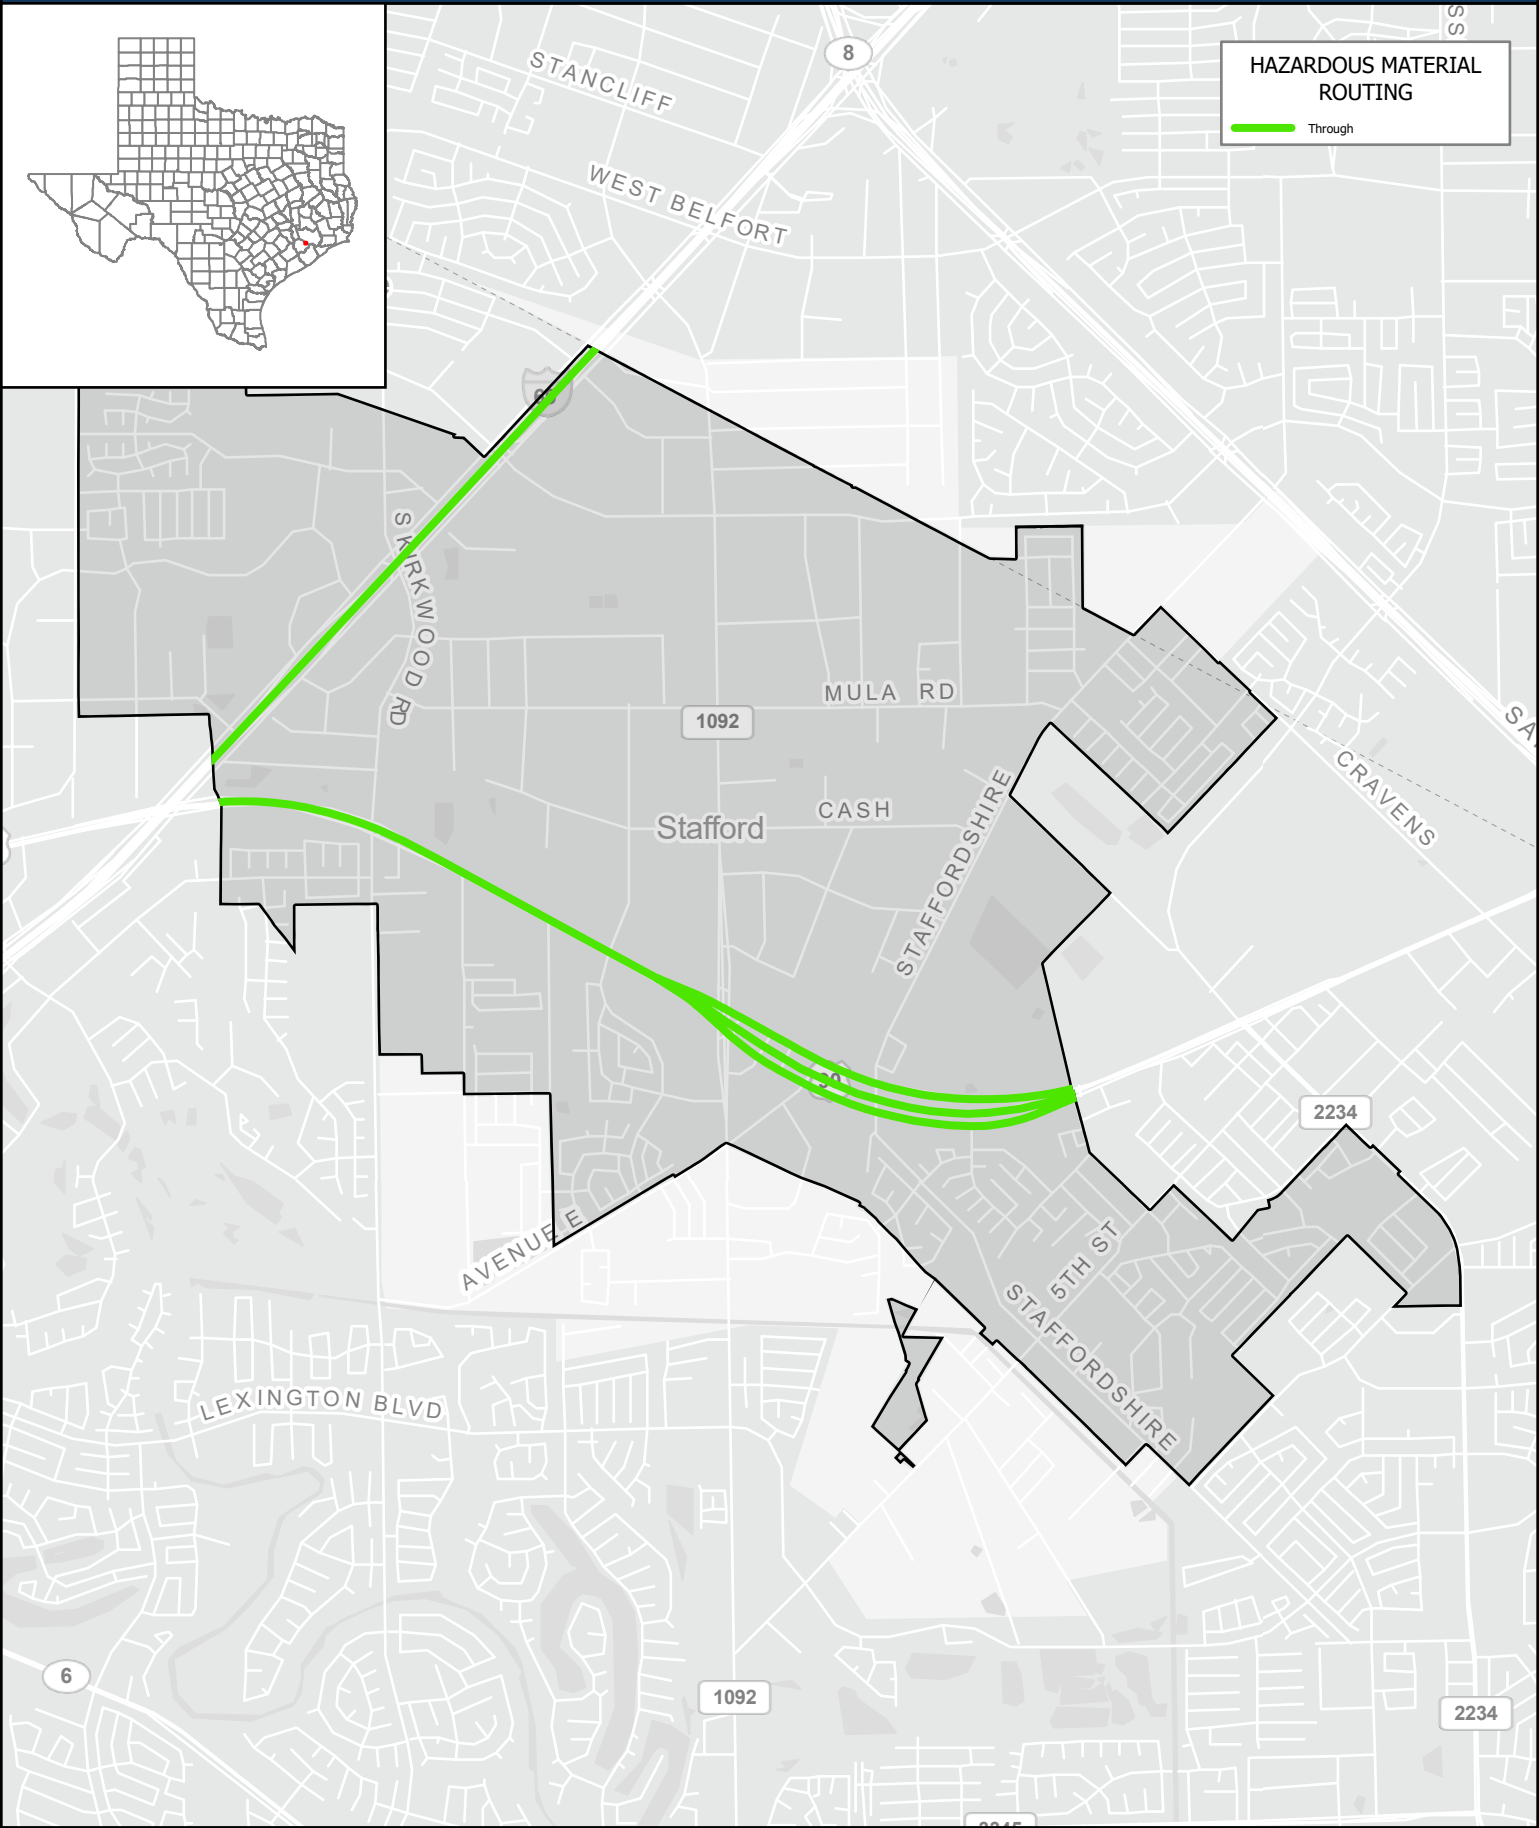 8
STANCLIFF
HAZARDOUS MATERIAL
ROUTING
Through
WEST BELFORT
S KIRKWOOD RD
MULA RD
1092
CASH
Stafford
STAFFORDSHIRE
CRAVENS
2234
AVENUE E
5TH ST
STAFFORDSHIRE
LEXINGTON BLVD
6
1092
2234